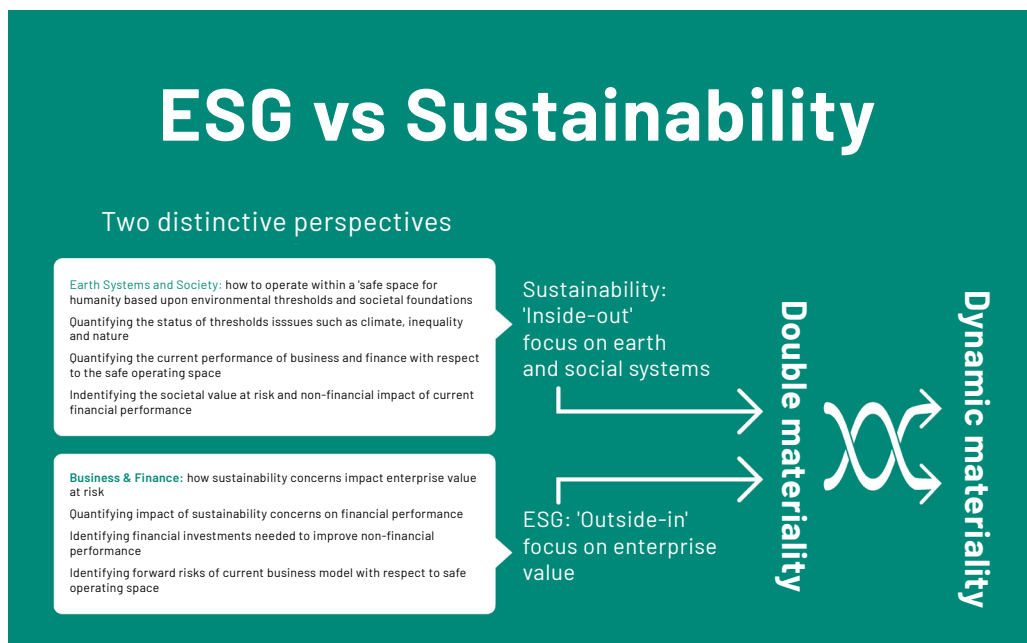 ESG vs Sustainability
Two distinctive perspectives
Earth Systems and Society: how to operate within a 'safe space for
humanity based upon environmental thresholds and societal foundations
Quantifying the status of thresholds isssues such as climate, inequality
and nature
Quantifying the current performance of business and finance with respect
to the safe operating space
Indentifying the societal value at risk and non-financial impact of current
financial performance
Business & Finance: how sustainability concerns impact enterprise value
at risk
Quantifying impact of sustainability concerns on financial performance
Identifying financial investments needed to improve non-financial
performance
Identifying forward risks of current business model with respect to safe
operating space
Sustainability:
'Inside-out'
focus on earth
and social systems
ESG: 'Outside-in'
focus on enterprise
value
Double materiality
Dynamic materiality